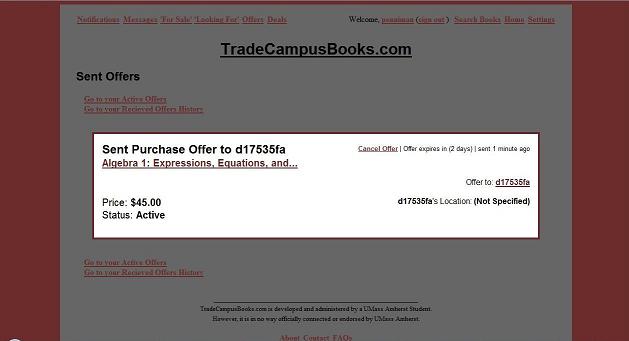 Notifications Messages 'For Sale' 'Looking For' Offers Deals
Welcome, penniman (sign out ) Search Books Home Settings
TradeCampusBooks.com
Sent Offers
Go to your Active Offers
Go to your Recieved Offers History
Sent Purchase Offer to d17535fa
Cancel Offer | Offer expires in (2 days) | sent 1 minute ago
Algebra 1: Expressions, Equations, and...
Offer to: d17535fa
Price: $45.00
d17535fa's Location: (Not Specified)
Status: Active
Go to your Active Offers
Go to your Recieved Offers History
TradeCampusBooks.com is developed and administered by a UMass Amherst Student.
However, it is in no way officially connected or endorsed by UMass Amherst.
About Contact FAQs